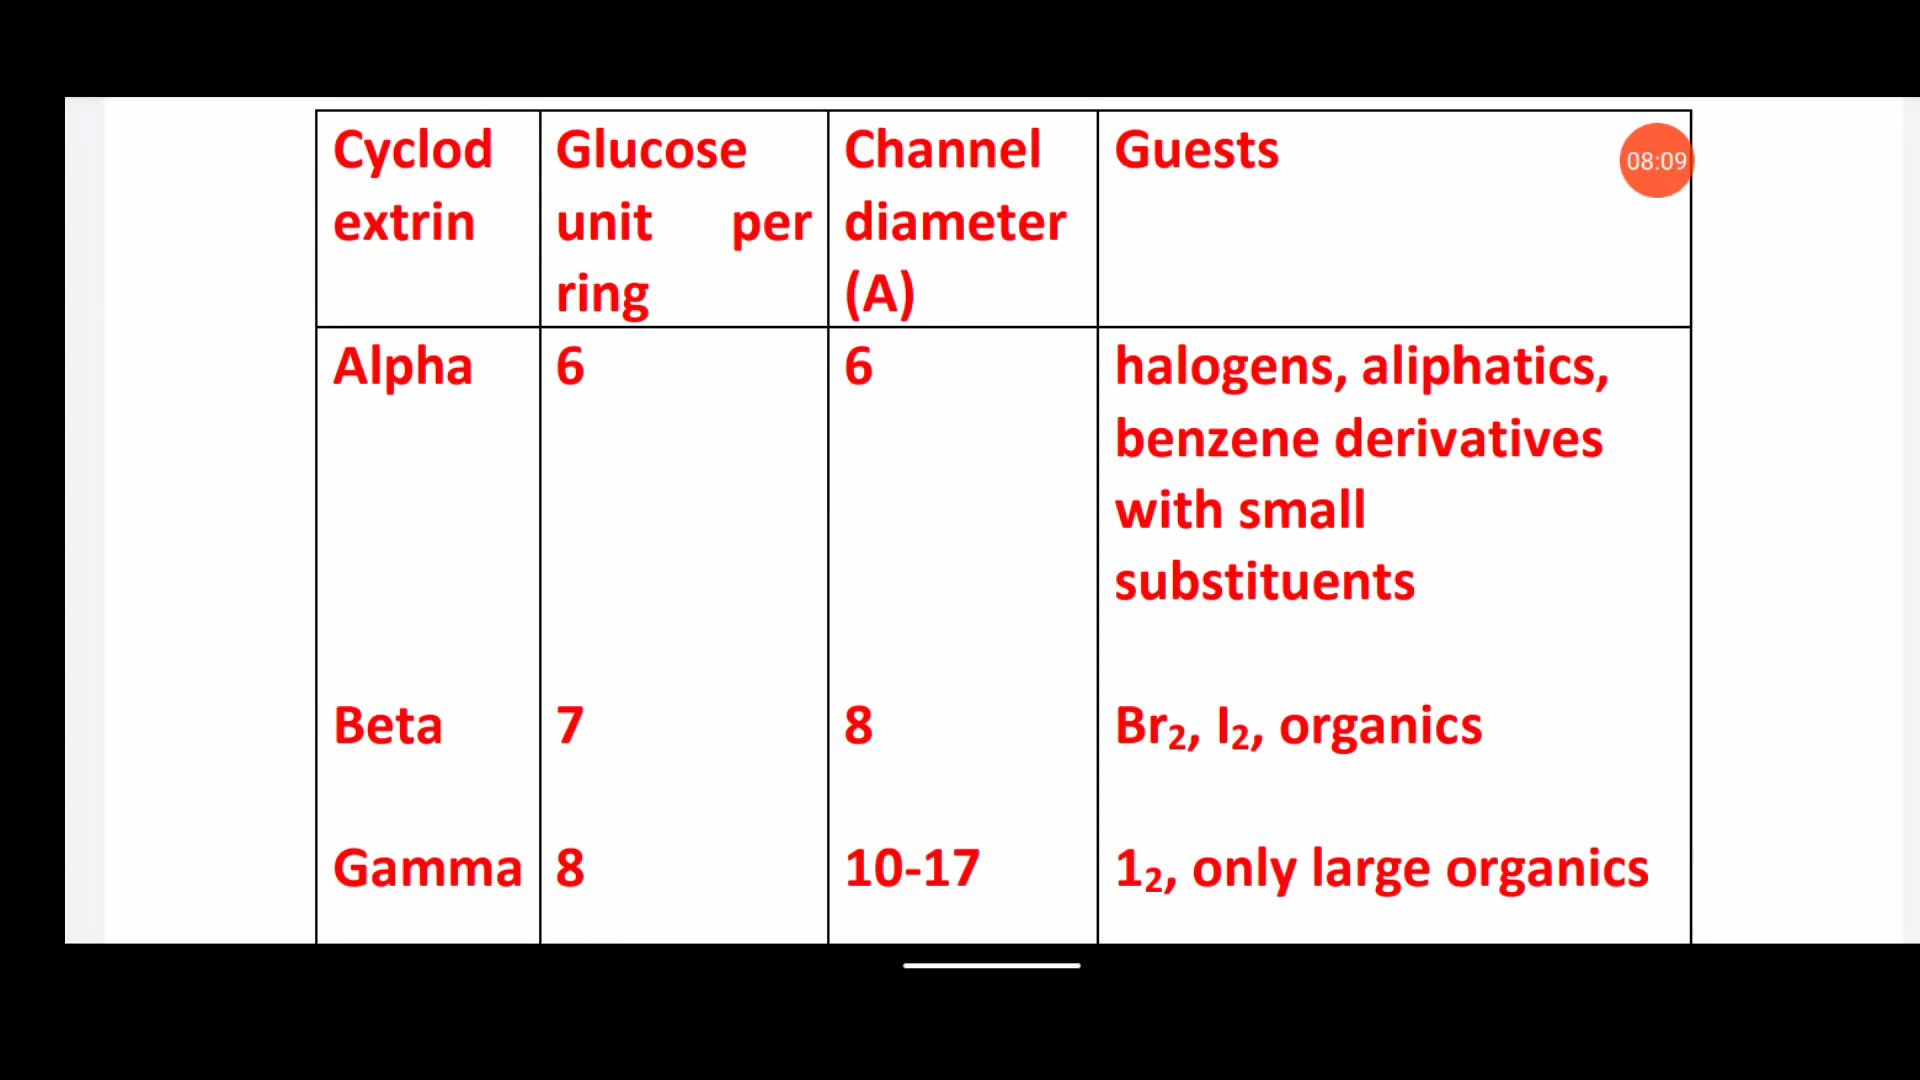 Cyclod
extrin
Glucose
unit per
ring
Channel
diameter
(A)
Guests
08:09
Alpha
6
6
halogens, aliphatics,
benzene derivatives
with small
substituents
Beta
7
8
Br₂, I₂, organics
Gamma
8
10-17
1₂, only large organics